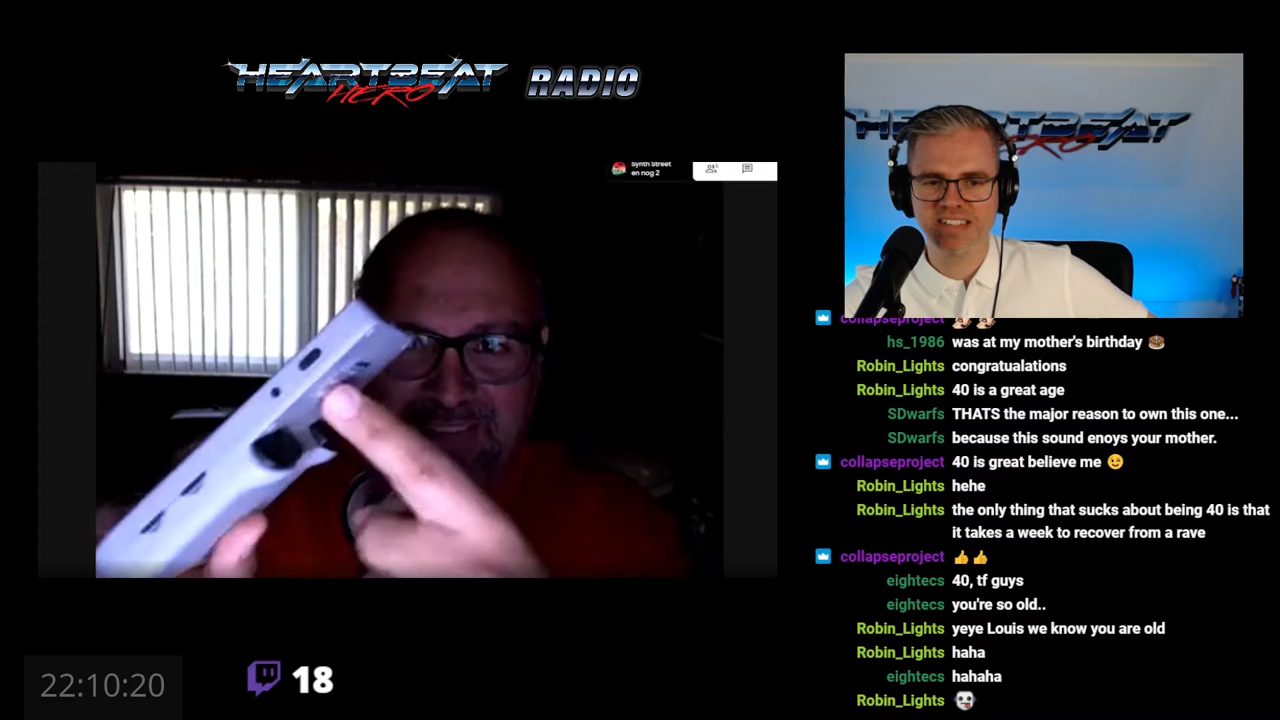 HEARTBEAT
HERO
RADIO
Synth Street
en nog 2
HEARTBEAT
HERO
collapseproject
hs_1986 was at my mother's birthday
Robin_Lights congratualations
Robin_Lights 40 is a great age
SDwarfs THATS the major reason to own this one...
SDwarfs because this sound enoys your mother.
collapseproject 40 is great believe me 😉
Robin_Lights hehe
Robin_Lights the only thing that sucks about being 40 is that
it takes a week to recover from a rave
collapseproject 👍👍
eightecs 40, tf guys
eightecs you're so old..
Robin_Lights yeye Louis we know you are old
Robin_Lights haha
eightecs hahaha
Robin_Lights
22:10:20
18